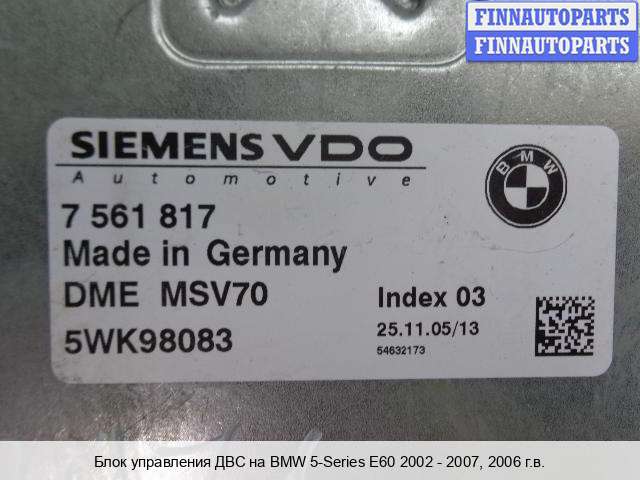 FINNAUTOPARTS
FINNAUTOPARTS
SIEMENS VDO
Automotive
BMW
7 561 817
Made in Germany
DME MSV70
Index 03
5WK98083
25.11.05/13
54632173
Блок управления ДВС на BMW 5-Series E60 2002 - 2007, 2006 г.в.